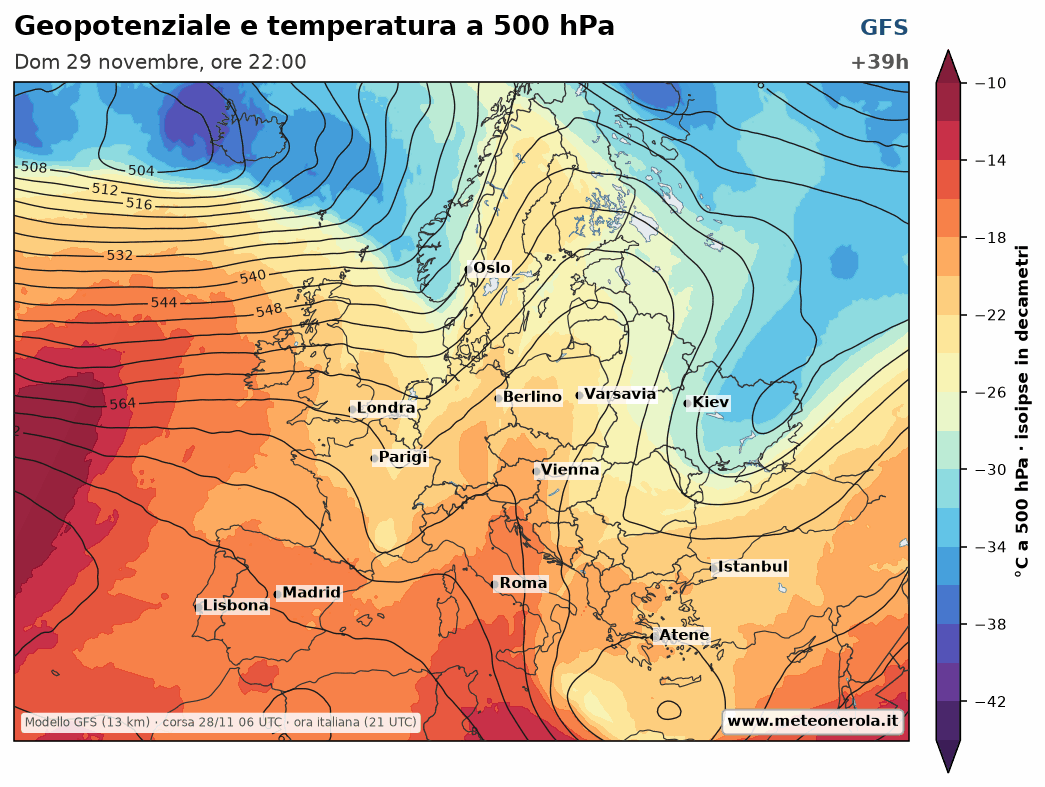 Geopotenziale e temperatura a 500 hPa
GFS
Dom 29 novembre, ore 22:00
+39h
508
504
512
516
532
540
544
548
564
Oslo
Londra
Berlino
Varsavia
Kiev
Parigi
Vienna
Roma
Istanbul
Madrid
Lisbona
Atene
Modello GFS (13 km) · corsa 28/11 06 UTC · ora italiana (21 UTC)
www.meteonerola.it
−10
−14
−18
−22
−26
−30
−34
−38
−42
°C a 500 hPa · isoipse in decametri